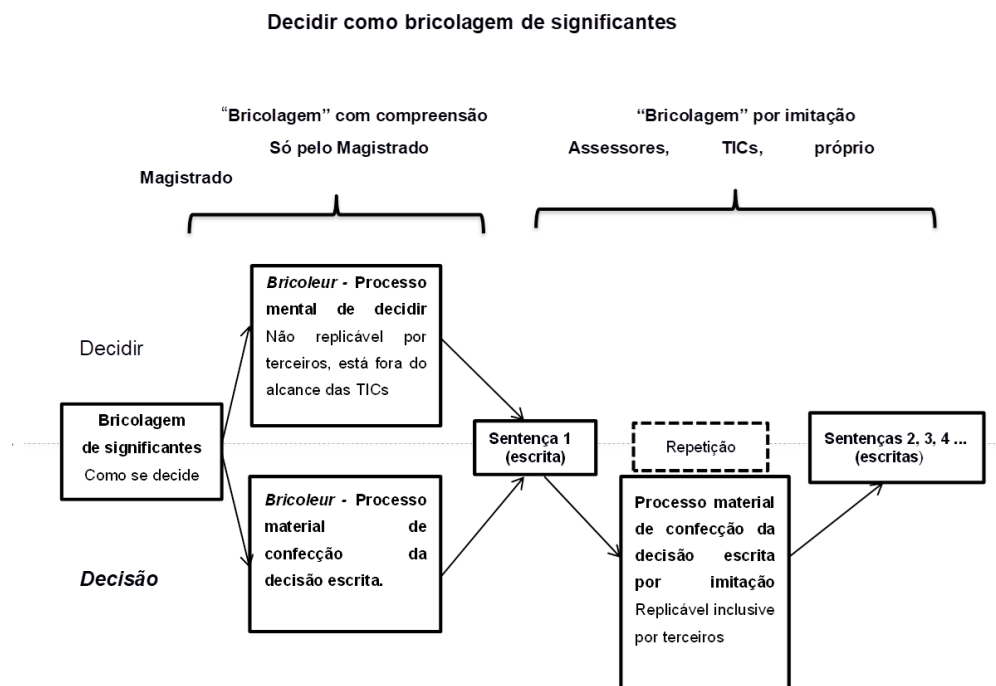 Decidir como bricolagem de significantes
“Bricolagem” com compreensão
Só pelo Magistrado
Magistrado
“Bricolagem” por imitação
Assessores, TICs, próprio
Decidir
Bricolagem
de significantes
Como se decide
Decisão
Bricoleur - Processo
mental de decidir
Não replicável por
terceiros, está fora do
alcance das TICs
Bricoleur - Processo
material de
confecção da
decisão escrita.
Sentença 1
(escrita)
Repetição
Processo material
de confecção da
decisão escrita
por imitação
Replicável inclusive
por terceiros
Sentenças 2, 3, 4 ...
(escritas)